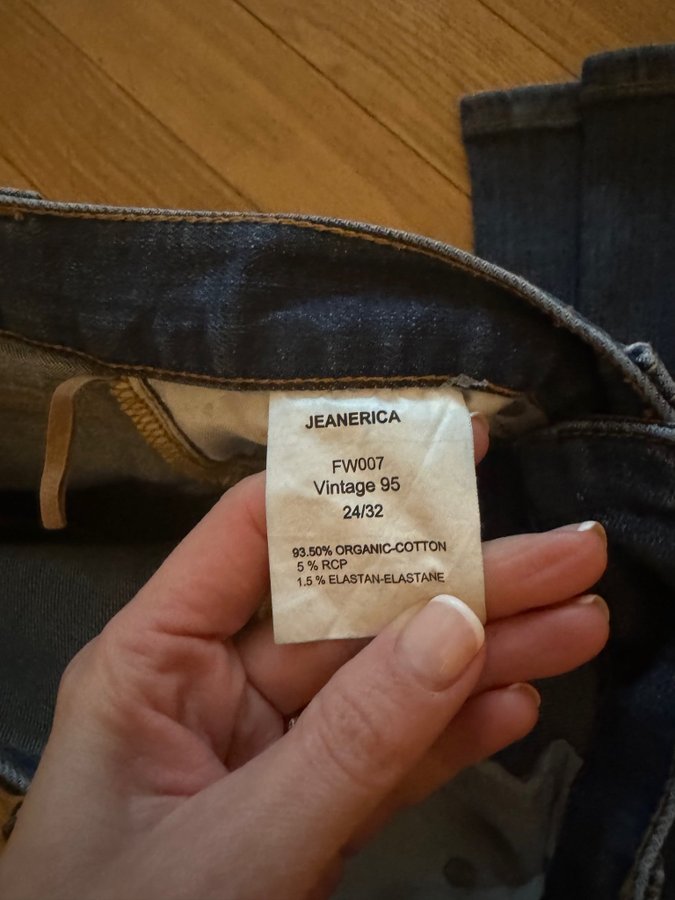 JEANERICA
FW007
Vintage 95
24/32
93.50% ORGANIC-COTTON
5 % RCP
1.5 % ELASTAN-ELASTANE